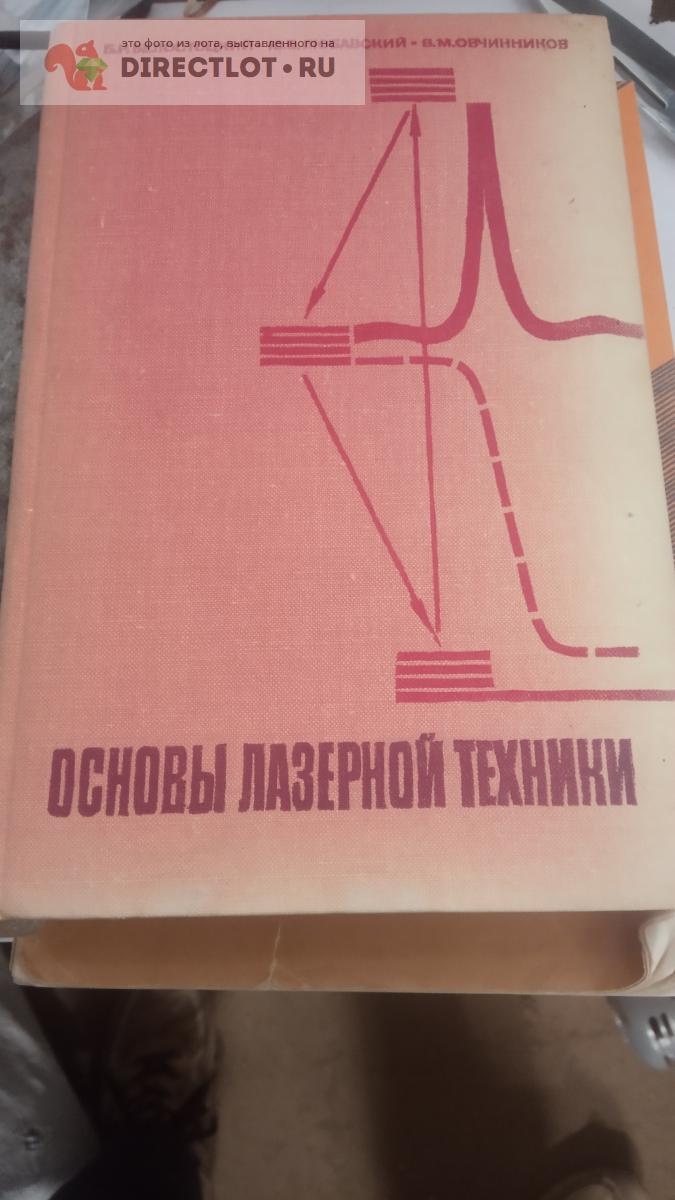 это фото из лота, выставленного на
DIRECTLOT.RU
В.М.ОВЧИННИКОВ
ОСНОВЫ ЛАЗЕРНОЙ ТЕХНИКИ